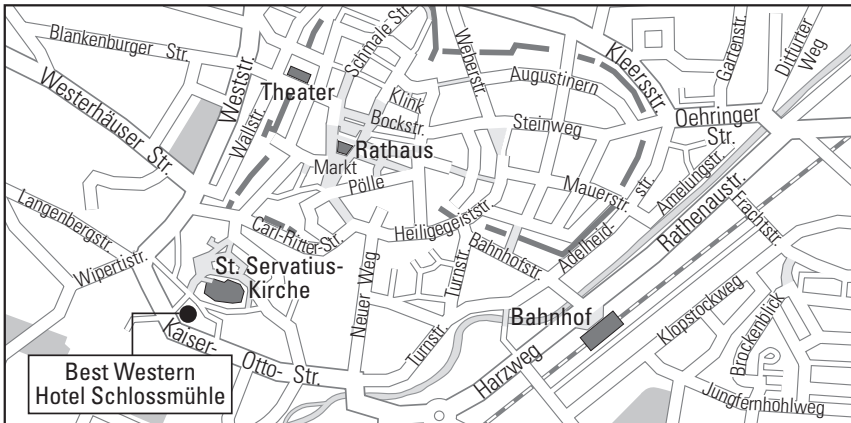 Blankenburger Str.
Westerhäuser Str.
Weststr.
Wallstr.
Theater
Schmale Str.
Klink
Bockstr.
Weberstr.
Augustinern
Steinweg
Kleersstr.
Gartenstr.
Ditfurter
Weg
Oehringer
Str.
Rathaus
Markt
Pölle
Mauerstr.
Amelungstr.
Rathenaustr.
Frachtstr.
Langenbergstr.
Wipertistr.
Carl-Ritter-Str.
Heiligegeiststr.
Bahnhofstr.
Adelheid-
str.
St. Servatius-
Kirche
Neuer Weg
Turnstr.
Turnstr.
Bahnhof
Klopstockweg
Brockenblick
Harzweg
Jungfernhohlweg
Kaiser-
Otto- Str.
Best Western
Hotel Schlossmühle